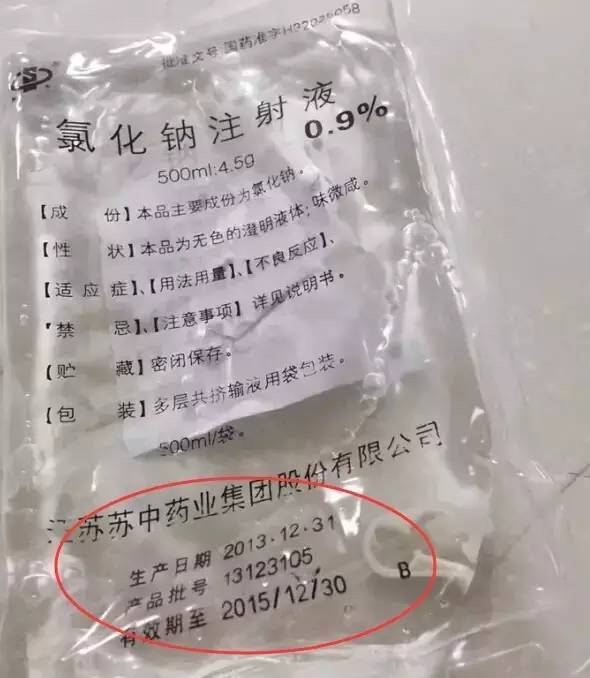 批准文号 国药准字H32026058
氯化钠注射液
0.9%
500ml:4.5g
【成 份】本品主要成份为氯化钠。
【性 状】本品为无色的澄明液体;味微咸。
【适应症】、【用法用量】、【不良反应】、
【禁 忌】、【注意事项】详见说明书。
【贮 藏】密闭保存。
【包 装】多层共挤输液用袋包装。
500ml/袋。
江苏苏中药业集团股份有限公司
生产日期 2013.12.31
产品批号 13123105
有效期至 2015/12/30
B